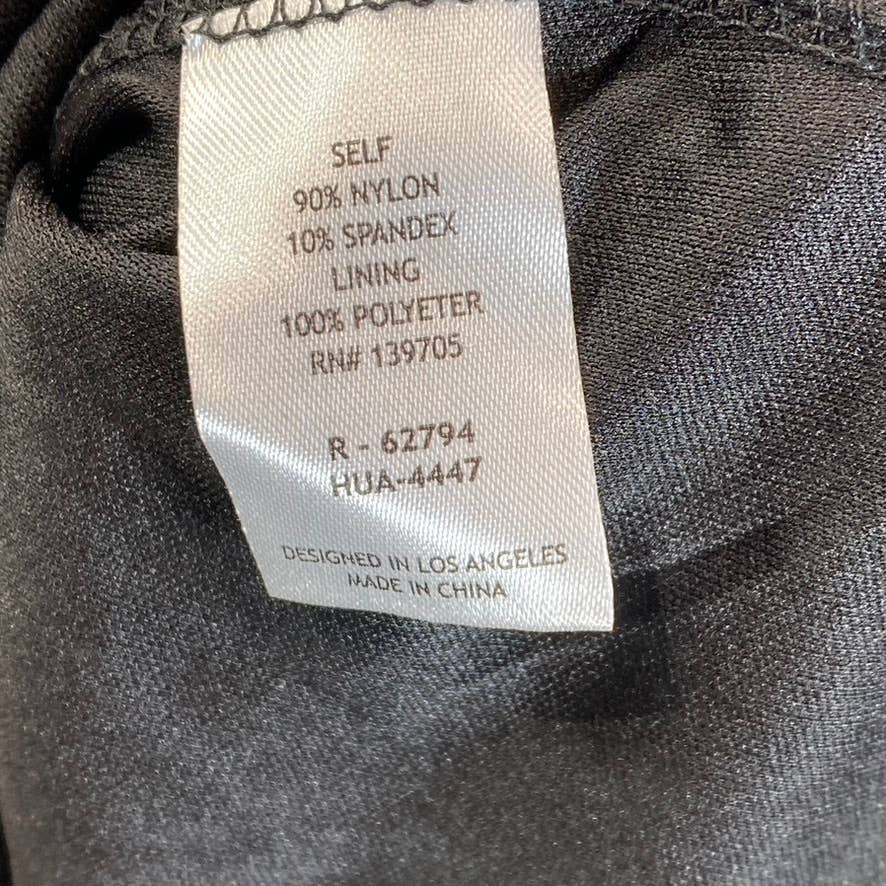 SELF
90% NYLON
10% SPANDEX
LINING
100% POLYETER
RN# 139705
R - 62794
HUA-4447
DESIGNED IN LOS ANGELES
MADE IN CHINA